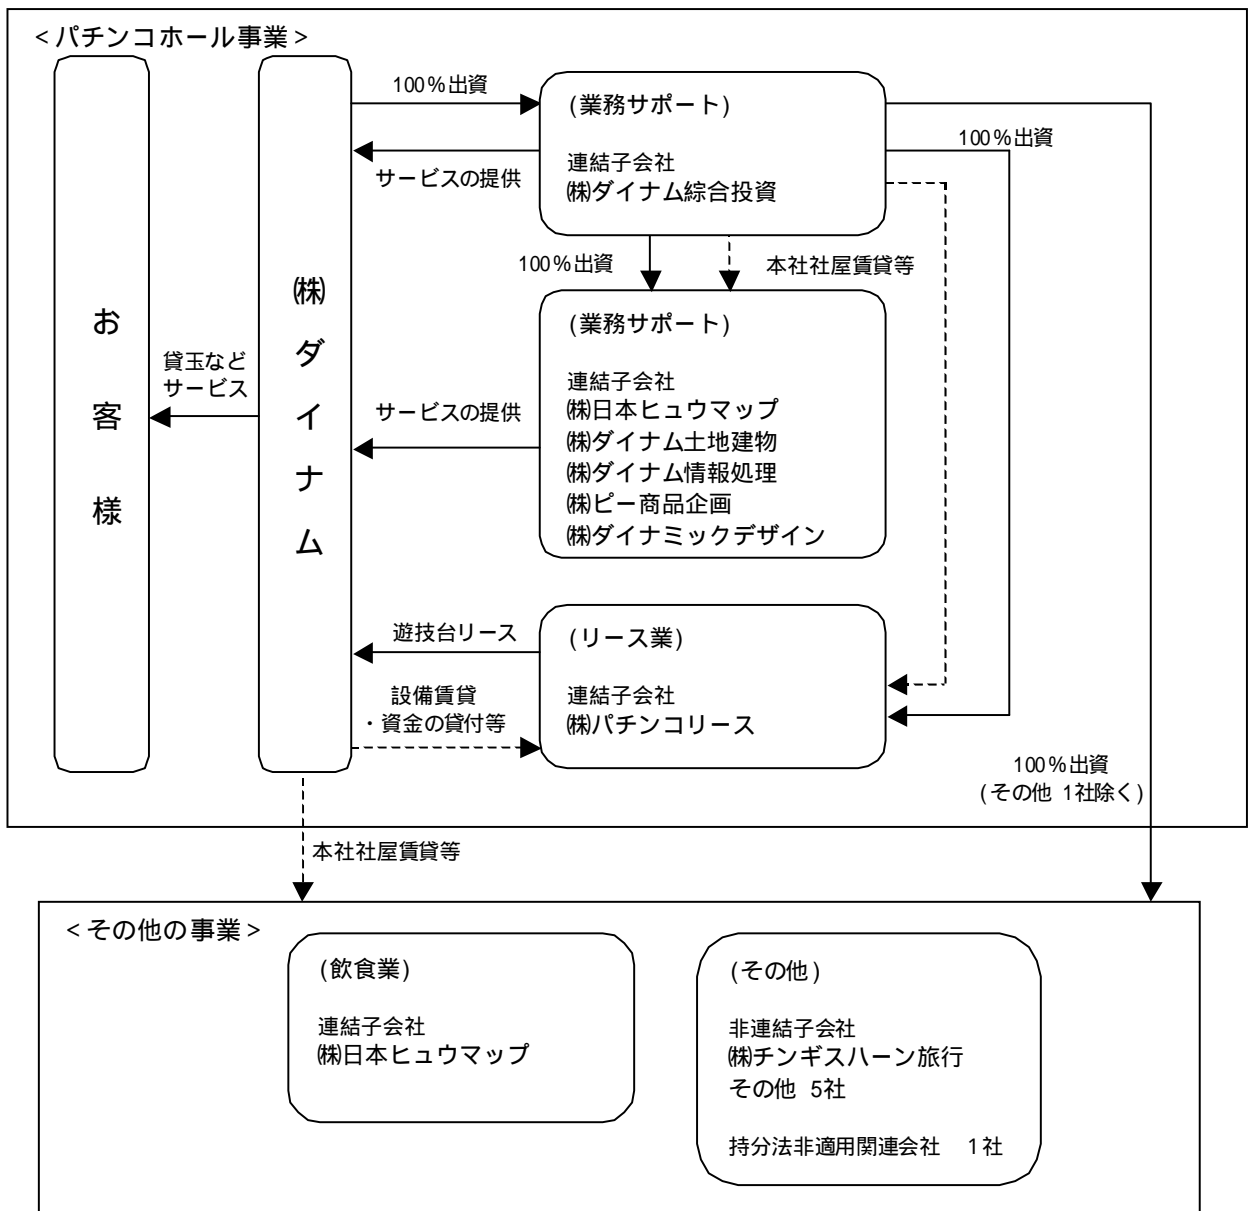 <パチンコホール事業>
お客様
貸玉など
サービス
㈱ダイナム
100%出資
サービスの提供
(業務サポート)
連結子会社
㈱ダイナム綜合投資
100%出資
100%出資
本社社屋賃貸等
(業務サポート)
連結子会社
㈱日本ヒュウマップ
㈱ダイナム土地建物
㈱ダイナム情報処理
㈱ピー商品企画
㈱ダイナミックデザイン
サービスの提供
遊技台リース
設備賃貸
・資金の貸付等
(リース業)
連結子会社
㈱パチンコリース
100%出資
(その他 1社除く)
本社社屋賃貸等
<その他の事業>
(飲食業)
連結子会社
㈱日本ヒュウマップ
(その他)
非連結子会社
㈱チンギスハーン旅行
その他 5社
持分法非適用関連会社 1社